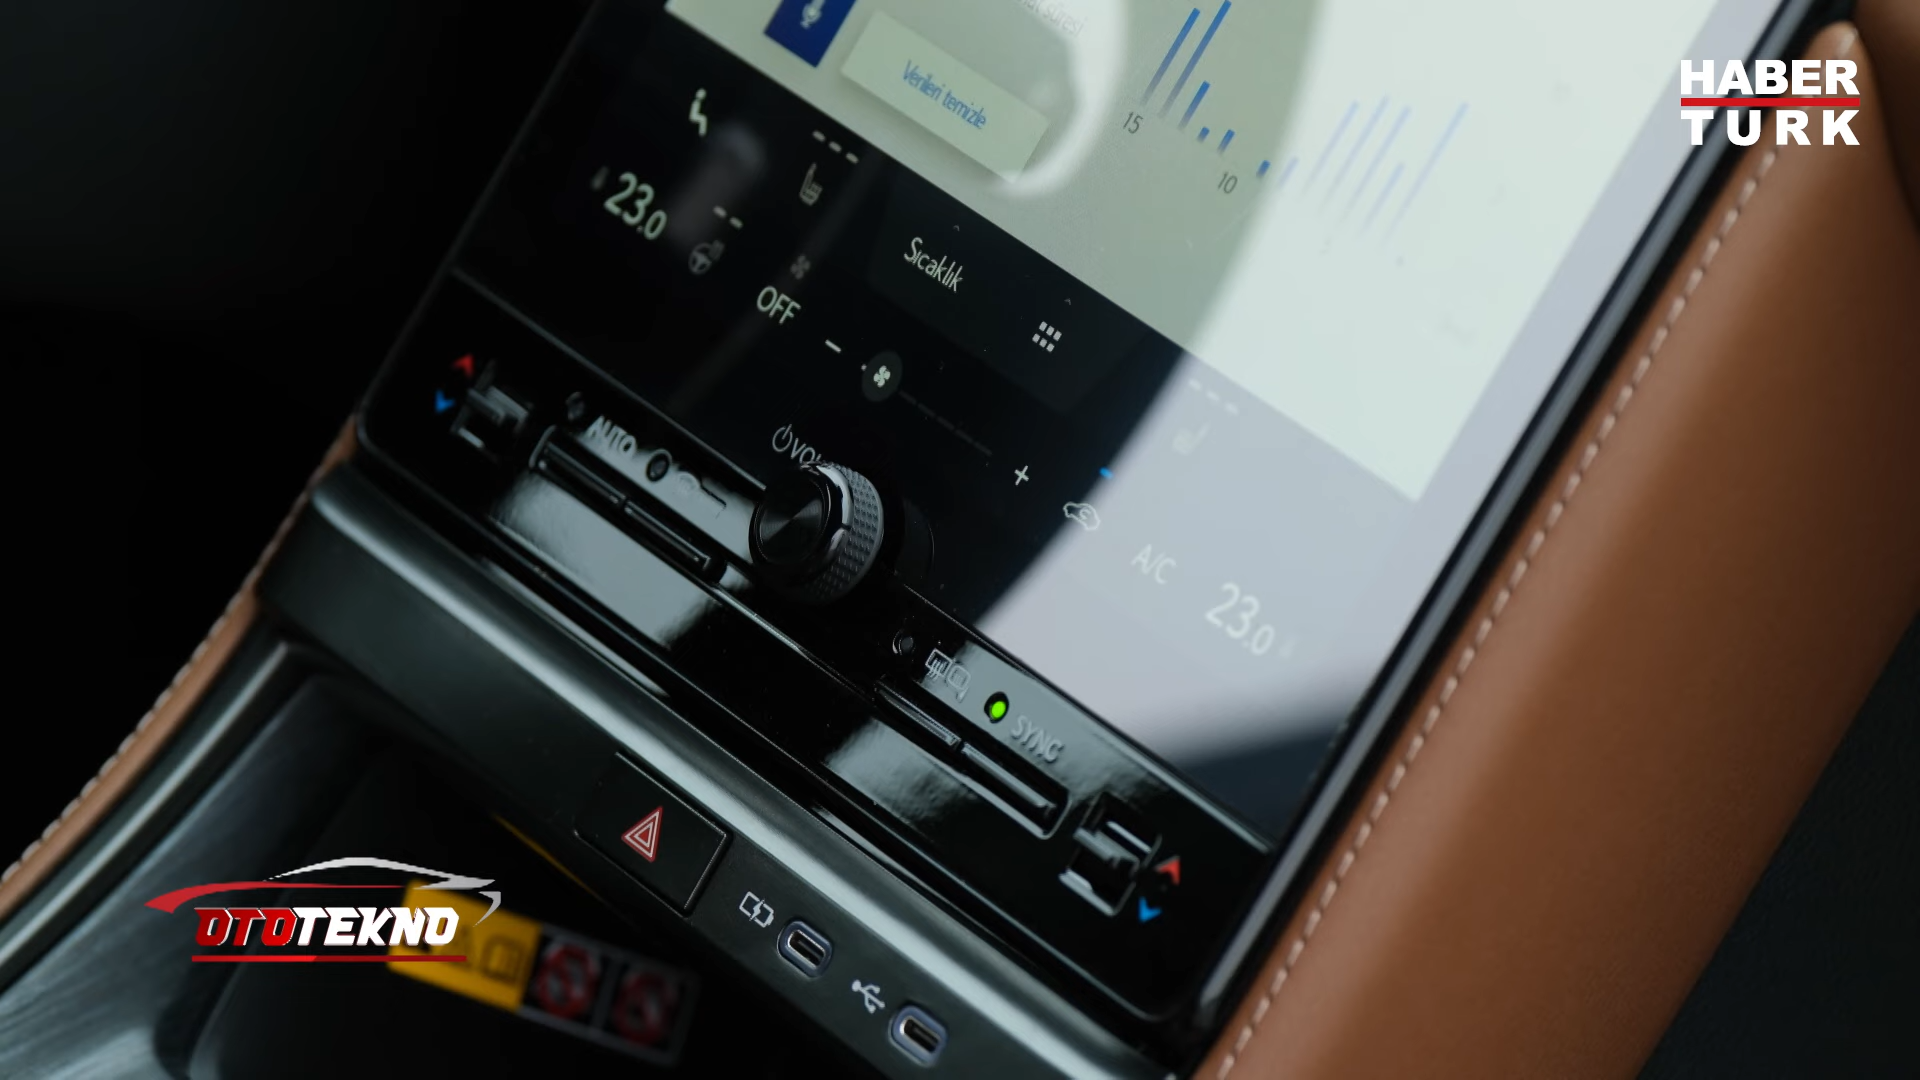 HABER
TURK
Verileri temizle
15
10
23.0
Sıcaklık
OFF
AUTO
VOL
A/C
23.0
SYNC
OTOTEKNO